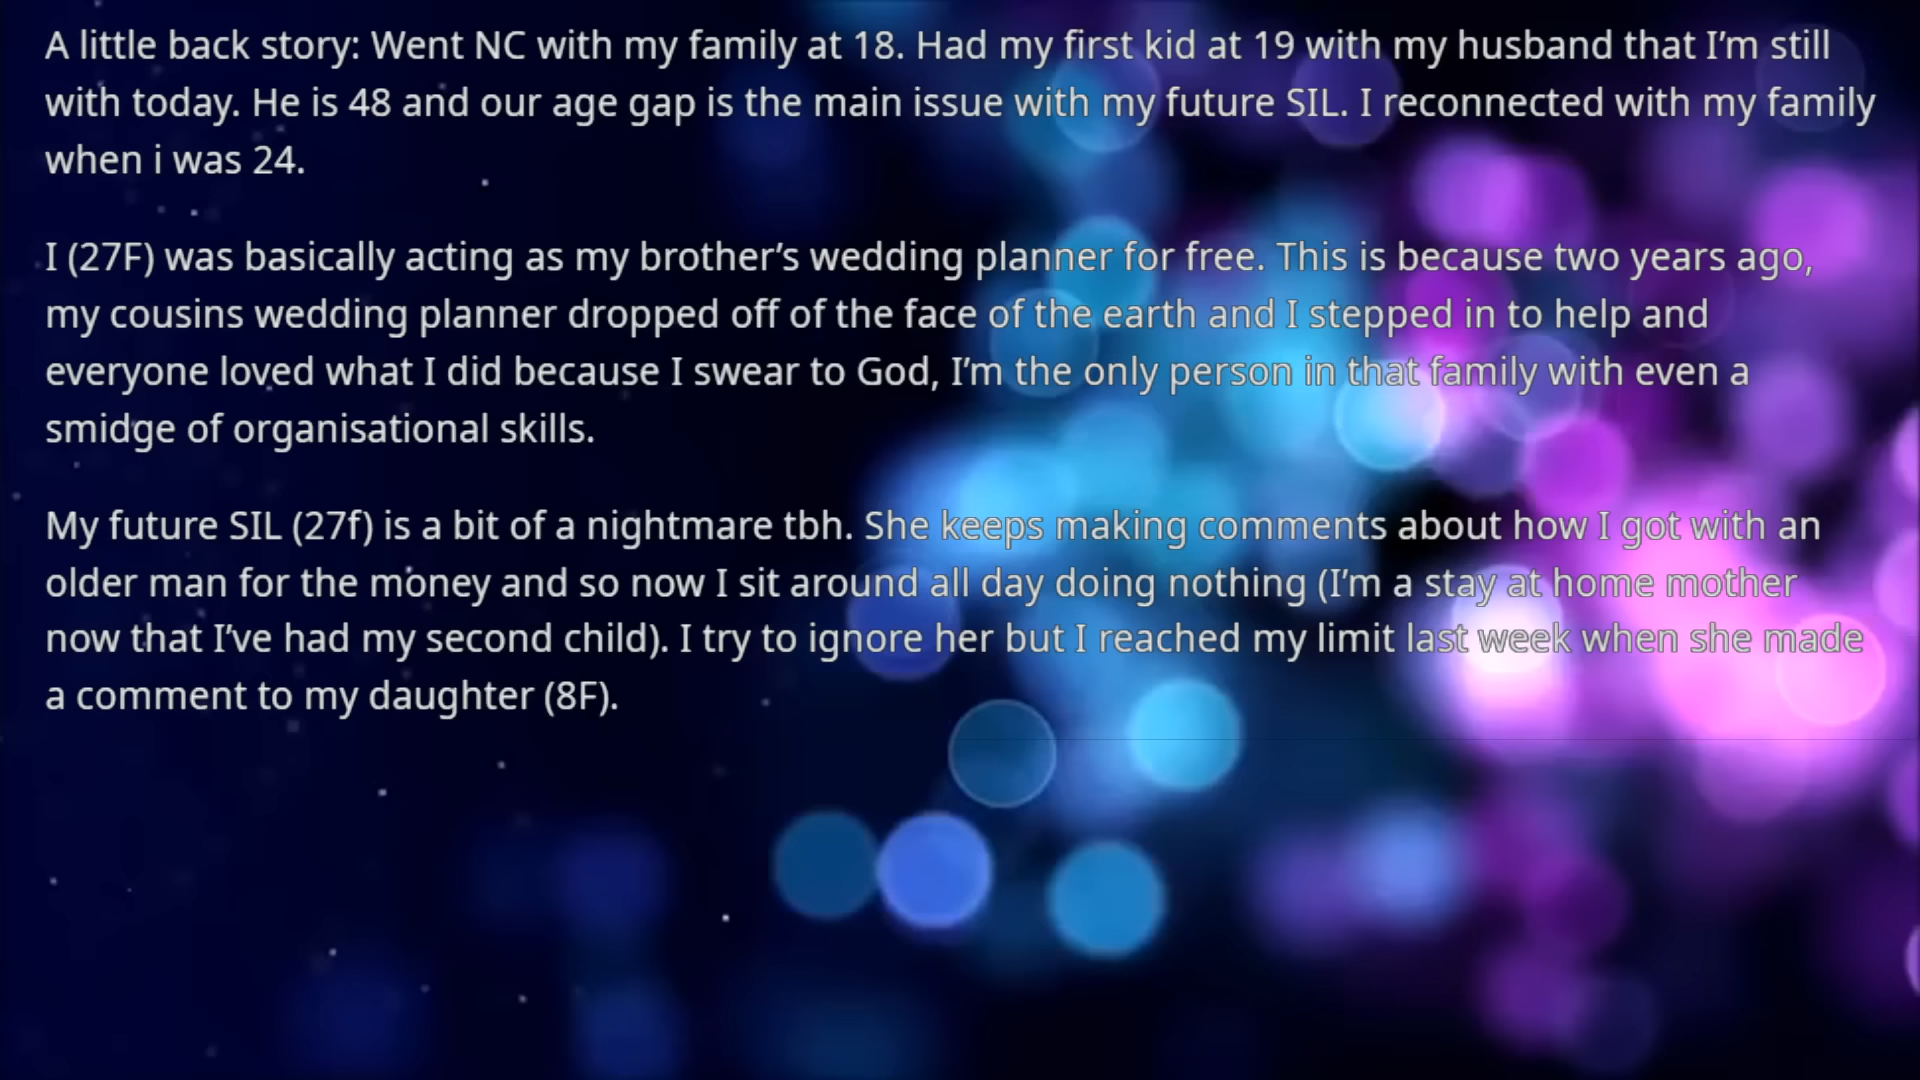 A little back story: Went NC with my family at 18. Had my first kid at 19 with my husband that I’m still
with today. He is 48 and our age gap is the main issue with my future SIL. I reconnected with my family
when i was 24.
I (27F) was basically acting as my brother’s wedding planner for free. This is because two years ago,
my cousins wedding planner dropped off of the face of the earth and I stepped in to help and
everyone loved what I did because I swear to God, I’m the only person in that family with even a
smidge of organisational skills.
My future SIL (27f) is a bit of a nightmare tbh. She keeps making comments about how I got with an
older man for the money and so now I sit around all day doing nothing (I’m a stay at home mother
now that I’ve had my second child). I try to ignore her but I reached my limit last week when she made
a comment to my daughter (8F).